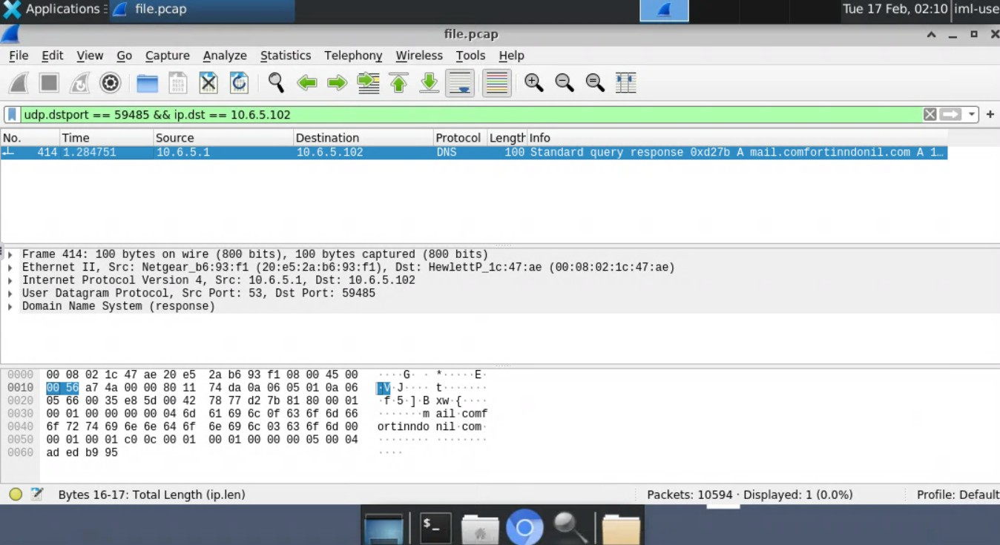 Applications file.pcap Tue 17 Feb, 02:10 iml-use
file.pcap
File Edit View Go Capture Analyze Statistics Telephony Wireless Tools Help
udp.dstport == 59485 && ip.dst == 10.6.5.102
No. Time Source Destination Protocol Length Info
414 1.284751 10.6.5.1 10.6.5.102 DNS 100 Standard query response 0xd27b A mail.comfortinndonil.com A 1…
Frame 414: 100 bytes on wire (800 bits), 100 bytes captured (800 bits)
Ethernet II, Src: Netgear_b6:93:f1 (20:e5:2a:b6:93:f1), Dst: HewlettP_1c:47:ae (00:08:02:1c:47:ae)
Internet Protocol Version 4, Src: 10.6.5.1, Dst: 10.6.5.102
User Datagram Protocol, Src Port: 53, Dst Port: 59485
Domain Name System (response)
0000 00 08 02 1c 47 ae 20 e5 2a b6 93 f1 08 00 45 00 ····G· · *·····E·
0010 00 56 a7 4a 00 00 80 11 74 da 0a 06 05 01 0a 06 ·V·J···· t·······
0020 05 66 00 35 e8 5d 00 42 78 77 d2 7b 81 80 00 01 ·f·5·]·B xw·{····
0030 00 01 00 00 00 00 04 6d 61 69 6c 0f 63 6f 6d 66 ·······m ail·comf
0040 6f 72 74 69 6e 6e 64 6f 6e 69 6c 03 63 6f 6d 00 ortinndo nil·com·
0050 00 01 00 01 c0 0c 00 01 00 01 00 00 00 05 00 04 ········ ········
0060 ad ed b9 95 ····
Bytes 16-17: Total Length (ip.len) Packets: 10594 · Displayed: 1 (0.0%) Profile: Default
$_